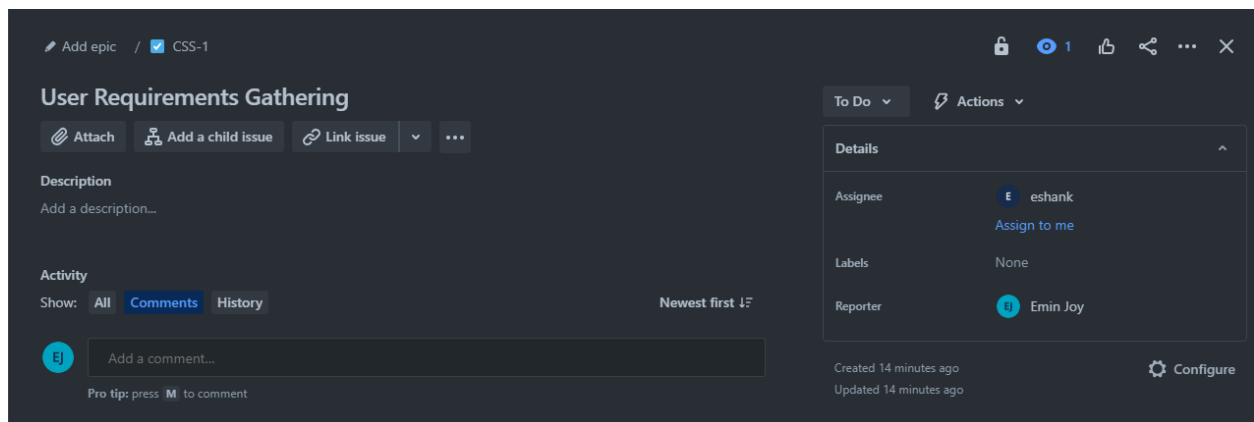 Add epic / CSS-1
1
User Requirements Gathering
To Do
Actions
Attach
Add a child issue
Link issue
Details
Description
Add a description...
Assignee
E eshank
Assign to me
Labels
None
Activity
Show: All Comments History
Newest first
Reporter
EJ Emin Joy
EJ
Add a comment...
Pro tip: press M to comment
Created 14 minutes ago
Updated 14 minutes ago
Configure